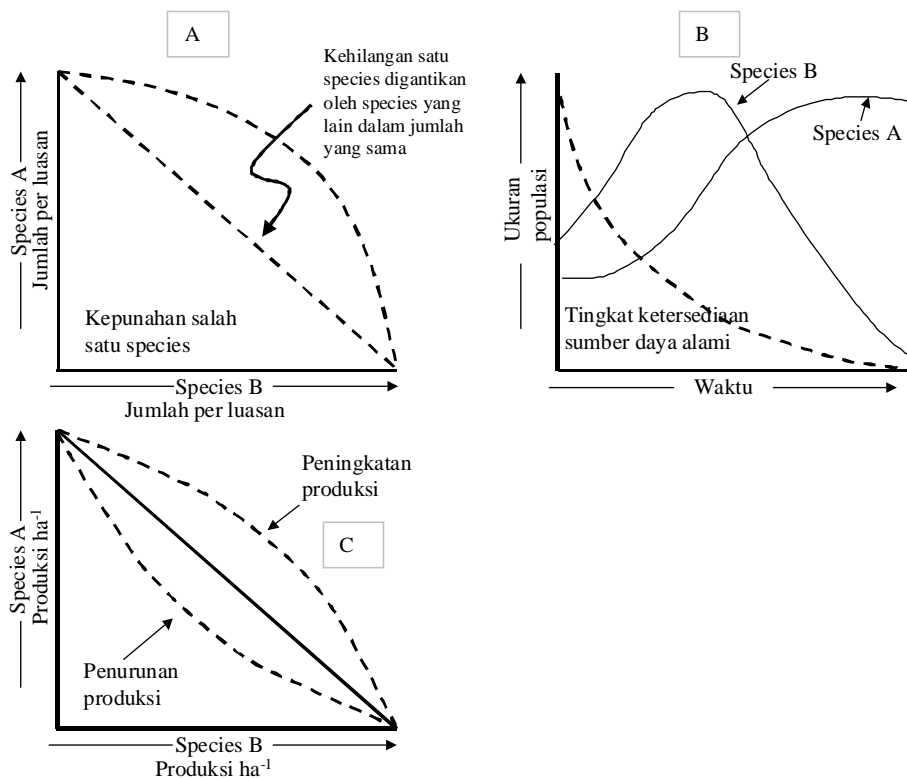 A
Kehilangan satu
species digantikan
oleh species yang
lain dalam jumlah
yang sama
Species A
Jumlah per luasan
Kepunahan salah
satu species
Species B
Jumlah per luasan
B
Species B
Species A
Ukuran
populasi
Tingkat ketersediaan
sumber daya alami
Waktu
Peningkatan
produksi
C
Species A
Produksi ha⁻¹
Penurunan
produksi
Species B
Produksi ha⁻¹